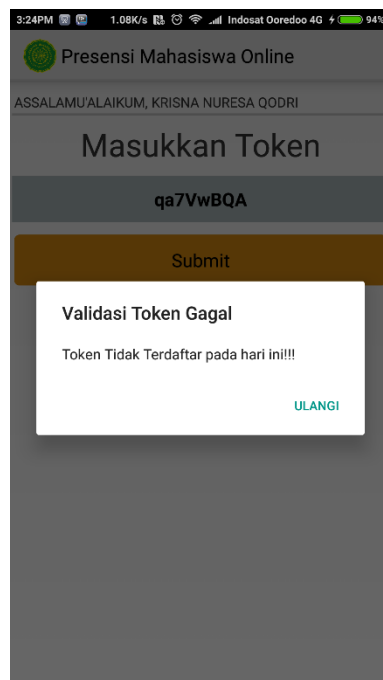 3:24PM 1.08K/s Indosat Ooredoo 4G 94%
Presensi Mahasiswa Online
ASSALAMU'ALAIKUM, KRISNA NURESA QODRI
Masukkan Token
qa7VwBQA
Submit
Validasi Token Gagal
Token Tidak Terdaftar pada hari ini!!!
ULANGI